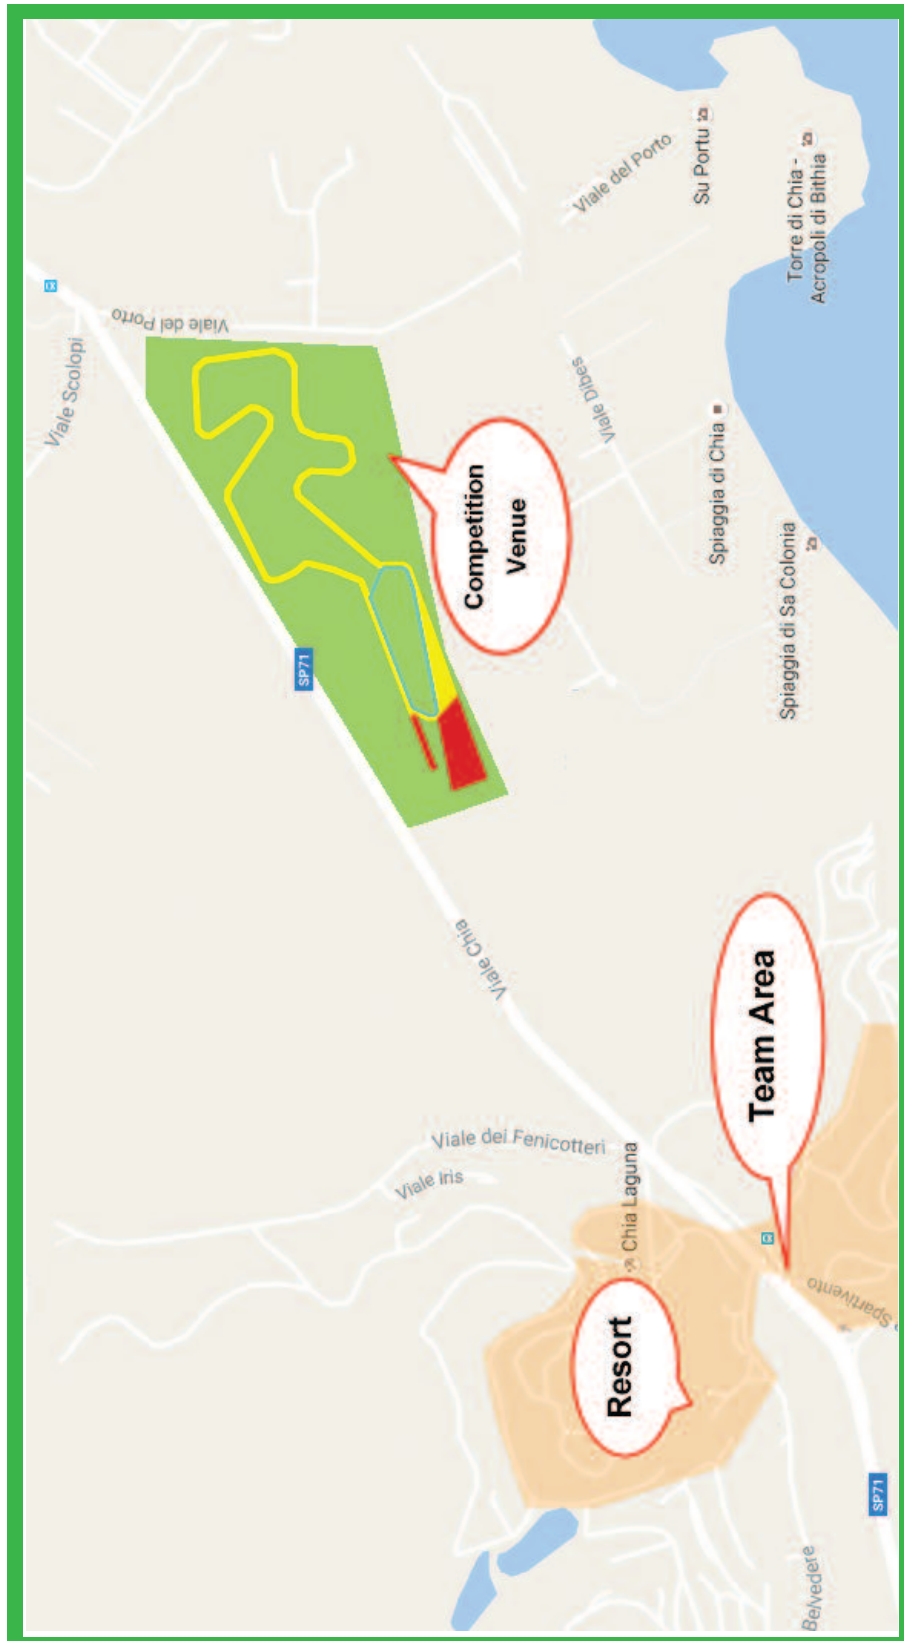 Viale Scolopi
Viale del Porto
SP71
Viale del Porto
Su Portu
Torre di Chia -
Acropoli di Bithia
Viale Dibes
Spiaggia di Chia
Spiaggia di Sa Colonia
Competition
Venue
Viale Chia
Team Area
Viale dei Fenicotteri
Viale Iris
Chia Laguna
Resort
Spartivento
SP71
Belvedere